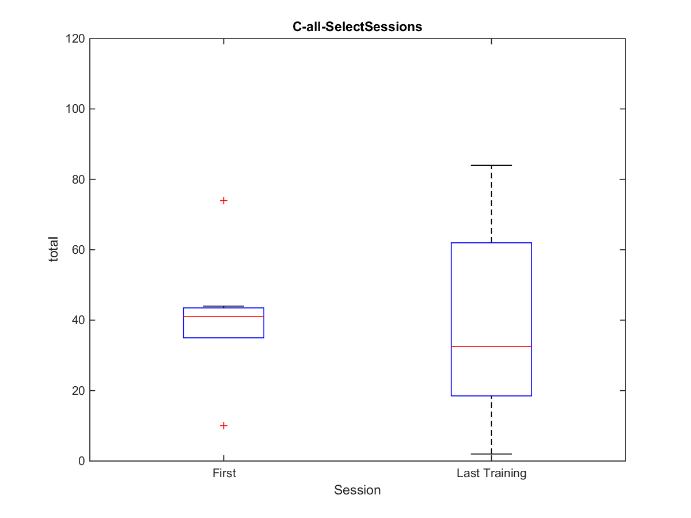 C-all-SelectSessions
120
100
80
60
40
20
0
total
First
Last Training
Session